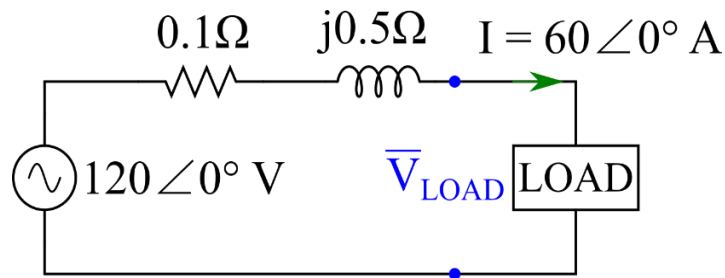 0.1Ω
j0.5Ω
I = 60∠0° A
120∠0° V
V̅LOAD
LOAD